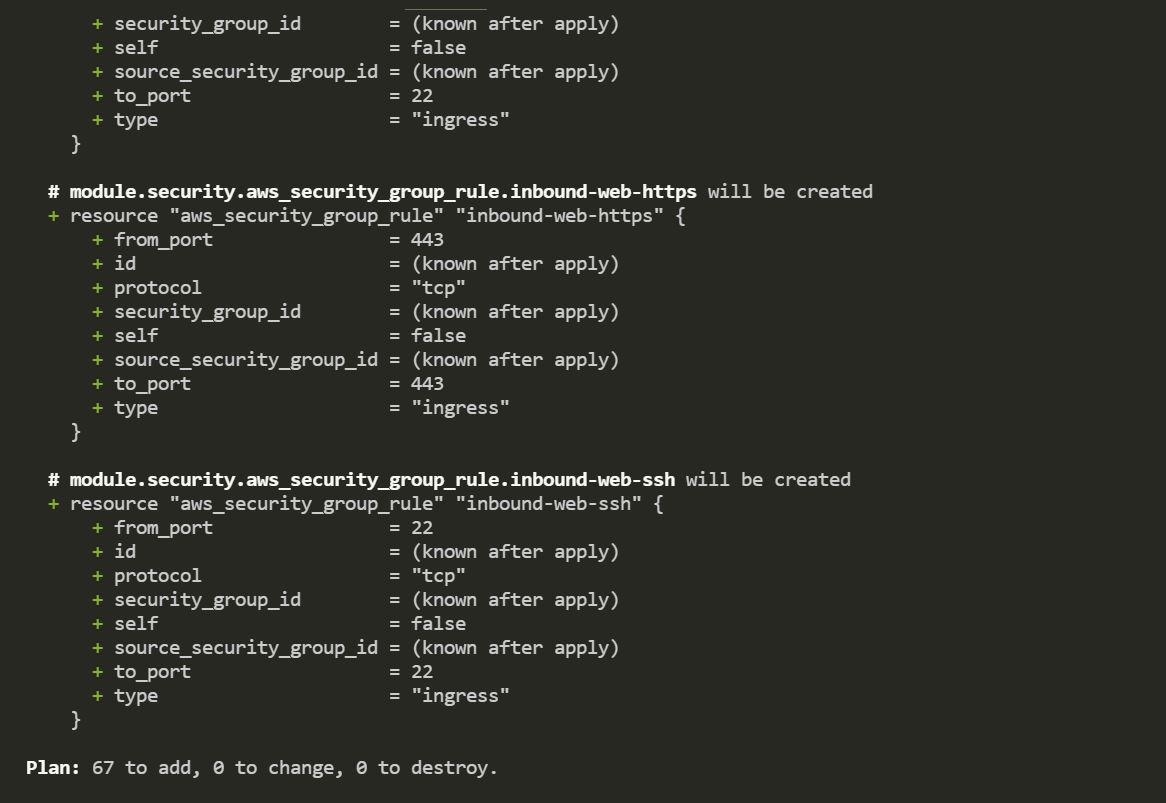 + security_group_id        = (known after apply)
+ self                     = false
+ source_security_group_id = (known after apply)
+ to_port                  = 22
+ type                     = "ingress"
}
# module.security.aws_security_group_rule.inbound-web-https will be created
+ resource "aws_security_group_rule" "inbound-web-https" {
+ from_port                = 443
+ id                       = (known after apply)
+ protocol                 = "tcp"
+ security_group_id        = (known after apply)
+ self                     = false
+ source_security_group_id = (known after apply)
+ to_port                  = 443
+ type                     = "ingress"
}
# module.security.aws_security_group_rule.inbound-web-ssh will be created
+ resource "aws_security_group_rule" "inbound-web-ssh" {
+ from_port                = 22
+ id                       = (known after apply)
+ protocol                 = "tcp"
+ security_group_id        = (known after apply)
+ self                     = false
+ source_security_group_id = (known after apply)
+ to_port                  = 22
+ type                     = "ingress"
}
Plan: 67 to add, 0 to change, 0 to destroy.